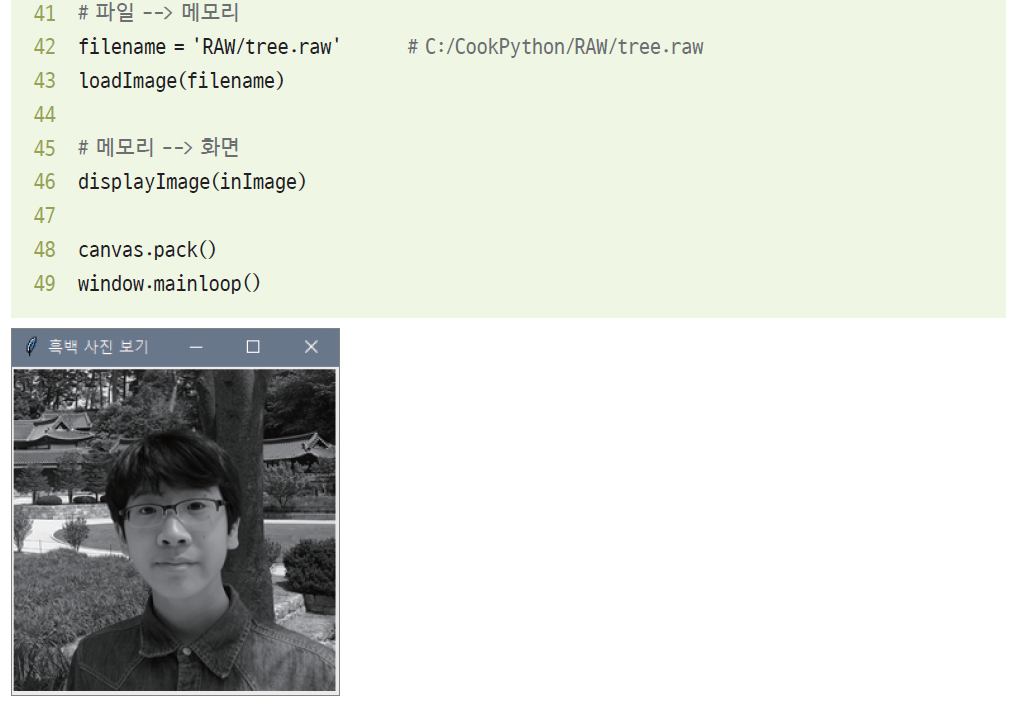 41 # 파일 --> 메모리
42 filename = 'RAW/tree.raw' # C:/CookPython/RAW/tree.raw
43 loadImage(filename)
44
45 # 메모리 --> 화면
46 displayImage(inImage)
47
48 canvas.pack()
49 window.mainloop()
흑백 사진 보기